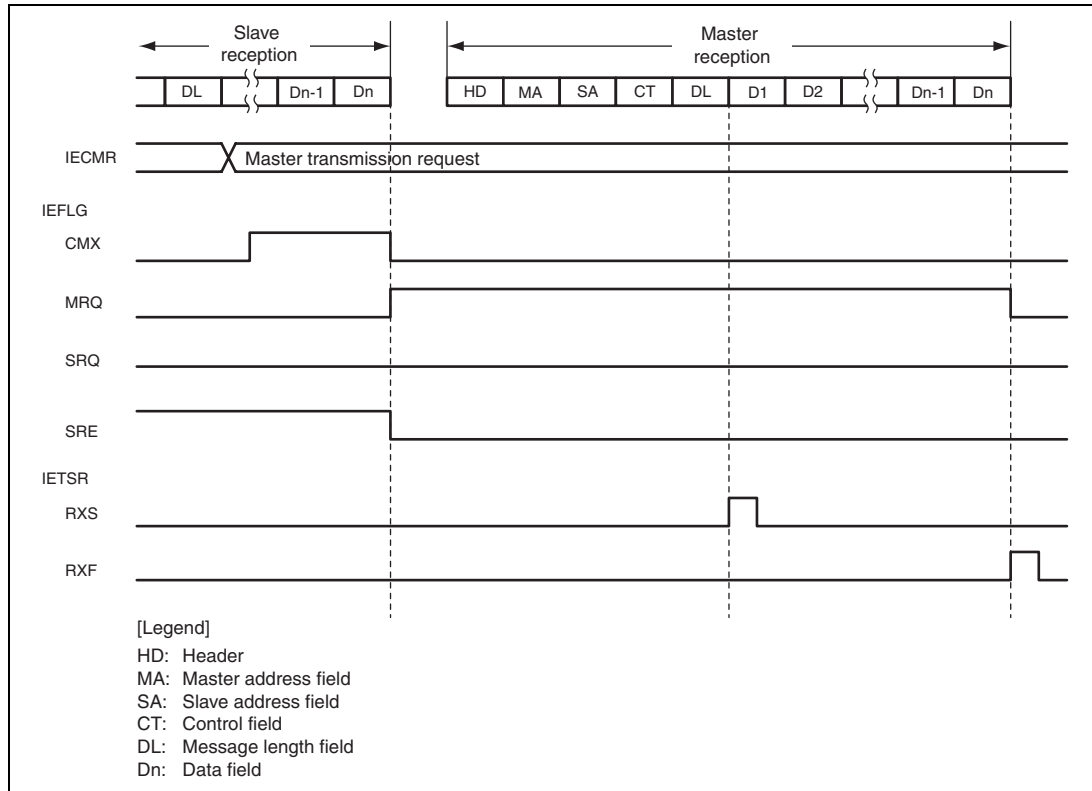 Slave
reception
Master
reception
DL Dn-1 Dn HD MA SA CT DL D1 D2 Dn-1 Dn
IECMR Master transmission request
IEFLG
CMX
MRQ
SRQ
SRE
IETSR
RXS
RXF
[Legend]
HD: Header
MA: Master address field
SA: Slave address field
CT: Control field
DL: Message length field
Dn: Data field